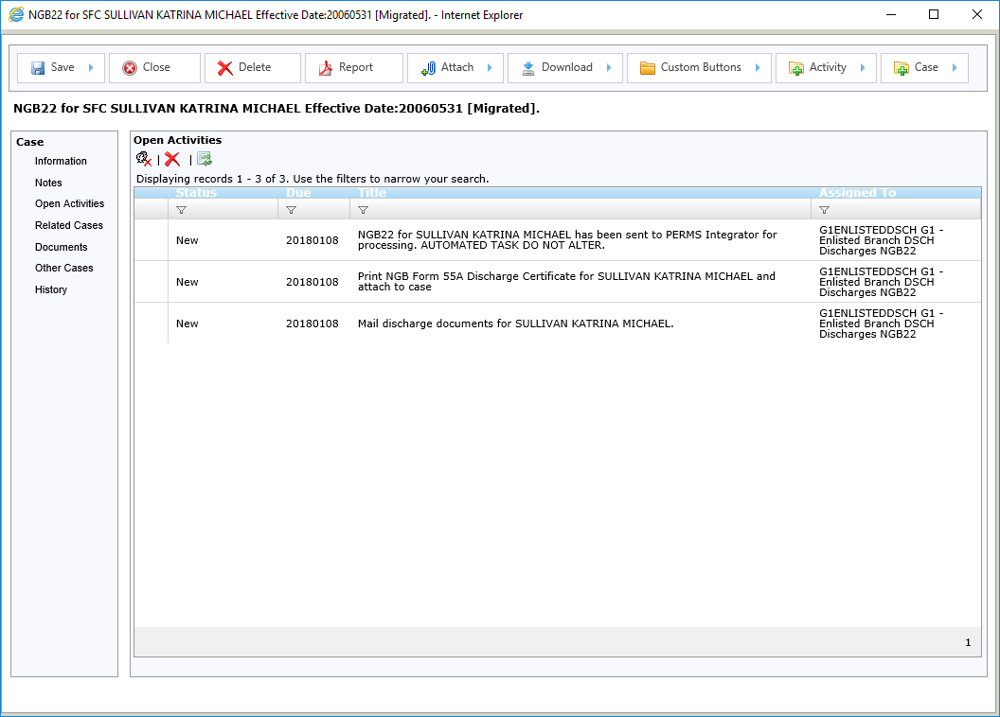 NGB22 for SFC SULLIVAN KATRINA MICHAEL Effective Date:20060531 [Migrated]. - Internet Explorer
Save Close Delete Report Attach Download Custom Buttons Activity Case
NGB22 for SFC SULLIVAN KATRINA MICHAEL Effective Date:20060531 [Migrated].
Case
Information
Notes
Open Activities
Related Cases
Documents
Other Cases
History
Open Activities
| |
Displaying records 1 - 3 of 3. Use the filters to narrow your search.
Status Due Title Assigned To
New 20180108 NGB22 for SULLIVAN KATRINA MICHAEL has been sent to PERMS Integrator for
processing. AUTOMATED TASK DO NOT ALTER.
G1ENLISTEDDSCH G1 -
Enlisted Branch DSCH
Discharges NGB22
New 20180108 Print NGB Form 55A Discharge Certificate for SULLIVAN KATRINA MICHAEL and
attach to case
G1ENLISTEDDSCH G1 -
Enlisted Branch DSCH
Discharges NGB22
New 20180108 Mail discharge documents for SULLIVAN KATRINA MICHAEL.
G1ENLISTEDDSCH G1 -
Enlisted Branch DSCH
Discharges NGB22
1